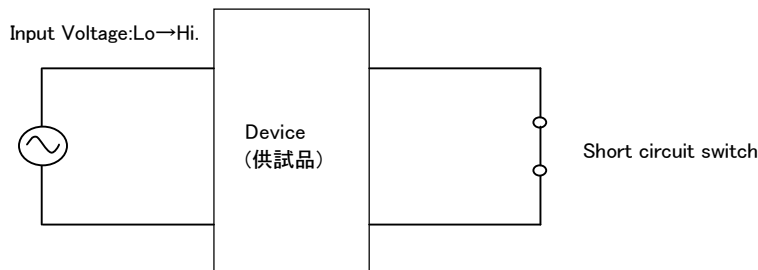 Input Voltage:Lo→Hi.
Device
(供試品)
Short circuit switch